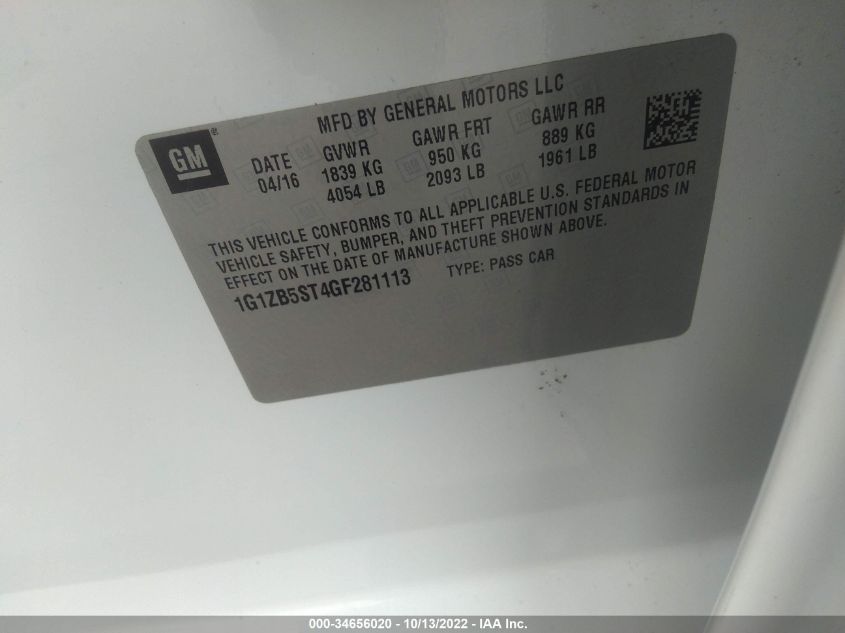 MFD BY GENERAL MOTORS LLC
GM ®
DATE GVWR GAWR FRT GAWR RR
04/16 1839 KG 950 KG 889 KG
4054 LB 2093 LB 1961 LB
THIS VEHICLE CONFORMS TO ALL APPLICABLE U.S. FEDERAL MOTOR
VEHICLE SAFETY, BUMPER, AND THEFT PREVENTION STANDARDS IN
EFFECT ON THE DATE OF MANUFACTURE SHOWN ABOVE.
1G1ZB5ST4GF281113 TYPE: PASS CAR
000-34656020 - 10/13/2022 - IAA Inc.